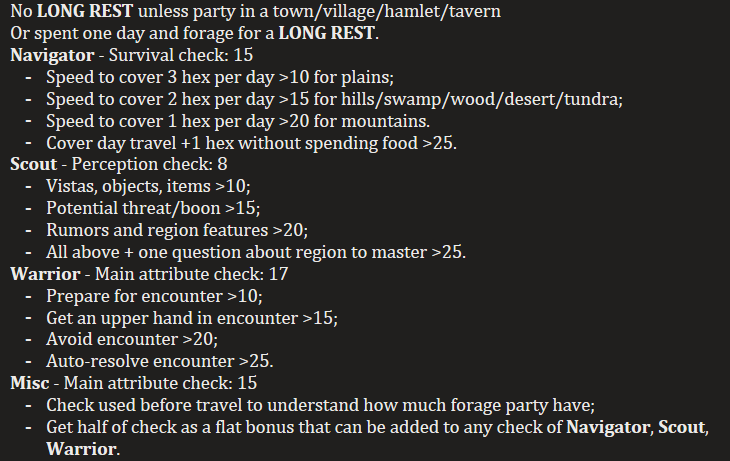 No LONG REST unless party in a town/village/hamlet/tavern
Or spent one day and forage for a LONG REST.
Navigator - Survival check: 15
- Speed to cover 3 hex per day >10 for plains;
- Speed to cover 2 hex per day >15 for hills/swamp/wood/desert/tundra;
- Speed to cover 1 hex per day >20 for mountains.
- Cover day travel +1 hex without spending food >25.
Scout - Perception check: 8
- Vistas, objects, items >10;
- Potential threat/boon >15;
- Rumors and region features >20;
- All above + one question about region to master >25.
Warrior - Main attribute check: 17
- Prepare for encounter >10;
- Get an upper hand in encounter >15;
- Avoid encounter >20;
- Auto-resolve encounter >25.
Misc - Main attribute check: 15
- Check used before travel to understand how much forage party have;
- Get half of check as a flat bonus that can be added to any check of Navigator, Scout,
Warrior.